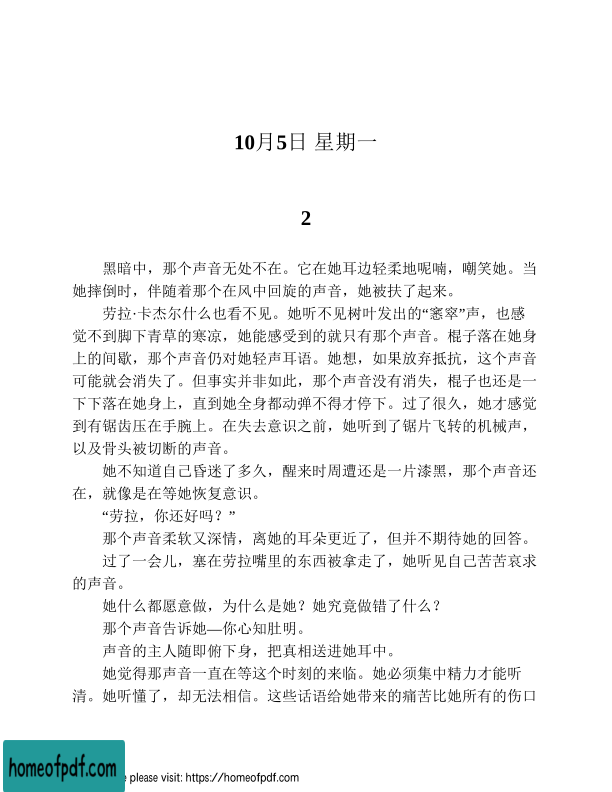 10月5日 星期一
2
黑暗中，那个声音无处不在。它在她耳边轻柔地呢喃，嘲笑她。当
她摔倒时，伴随着那个在风中回旋的声音，她被扶了起来。
劳拉·卡杰尔什么也看不见。她听不见树叶发出的“窸窣”声，也感
觉不到脚下青草的寒凉，她能感受到的就只有那个声音。棍子落在她身
上的间歇，那个声音仍对她轻声耳语。她想，如果放弃抵抗，这个声音
可能就会消失了。但事实并非如此，那个声音没有消失，棍子也还是一
下下落在她身上，直到她全身都动弹不得才停下。过了很久，她才感觉
到有锯齿压在手腕上。在失去意识之前，她听到了锯片飞转的机械声，
以及骨头被切断的声音。
她不知道自己昏迷了多久，醒来时周遭还是一片漆黑，那个声音还
在，就像是在等她恢复意识。
“劳拉，你还好吗？”
那个声音柔软又深情，离她的耳朵更近了，但并不期待她的回答。
过了一会儿，塞在劳拉嘴里的东西被拿走了，她听见自己苦苦哀求
的声音。
她什么都愿意做，为什么是她？她究竟做错了什么？
那个声音告诉她—你心知肚明。
声音的主人随即俯下身，把真相送进她耳中。
她觉得那声音一直在等这个时刻的来临。她必须集中精力才能听
清。她听懂了，却无法相信。这些话语给她带来的痛苦比她所有的伤口
homeofpdf.com
e please visit: https://homeofpdf.com